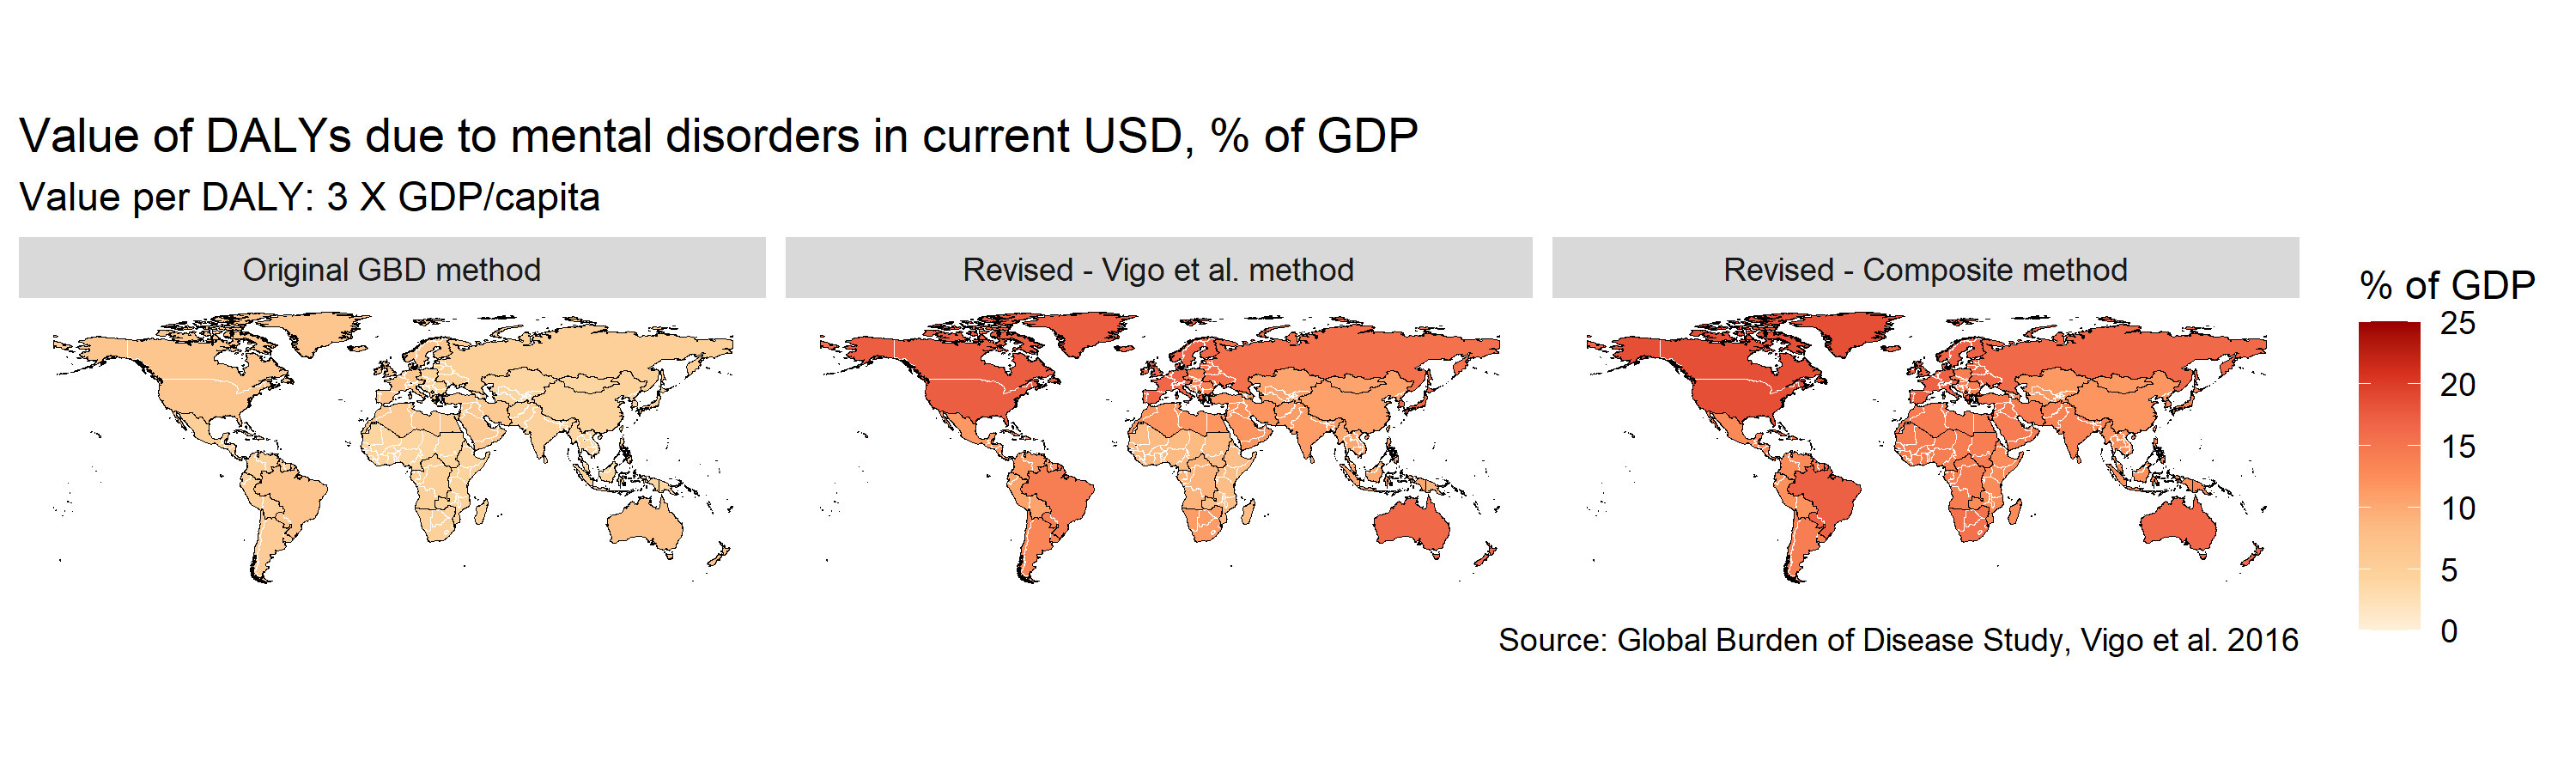 Value of DALYs due to mental disorders in current USD, % of GDP
Value per DALY: 3 X GDP/capita
Original GBD method
Revised - Vigo et al. method
Revised - Composite method
% of GDP
25
20
15
10
5
0
Source: Global Burden of Disease Study, Vigo et al. 2016